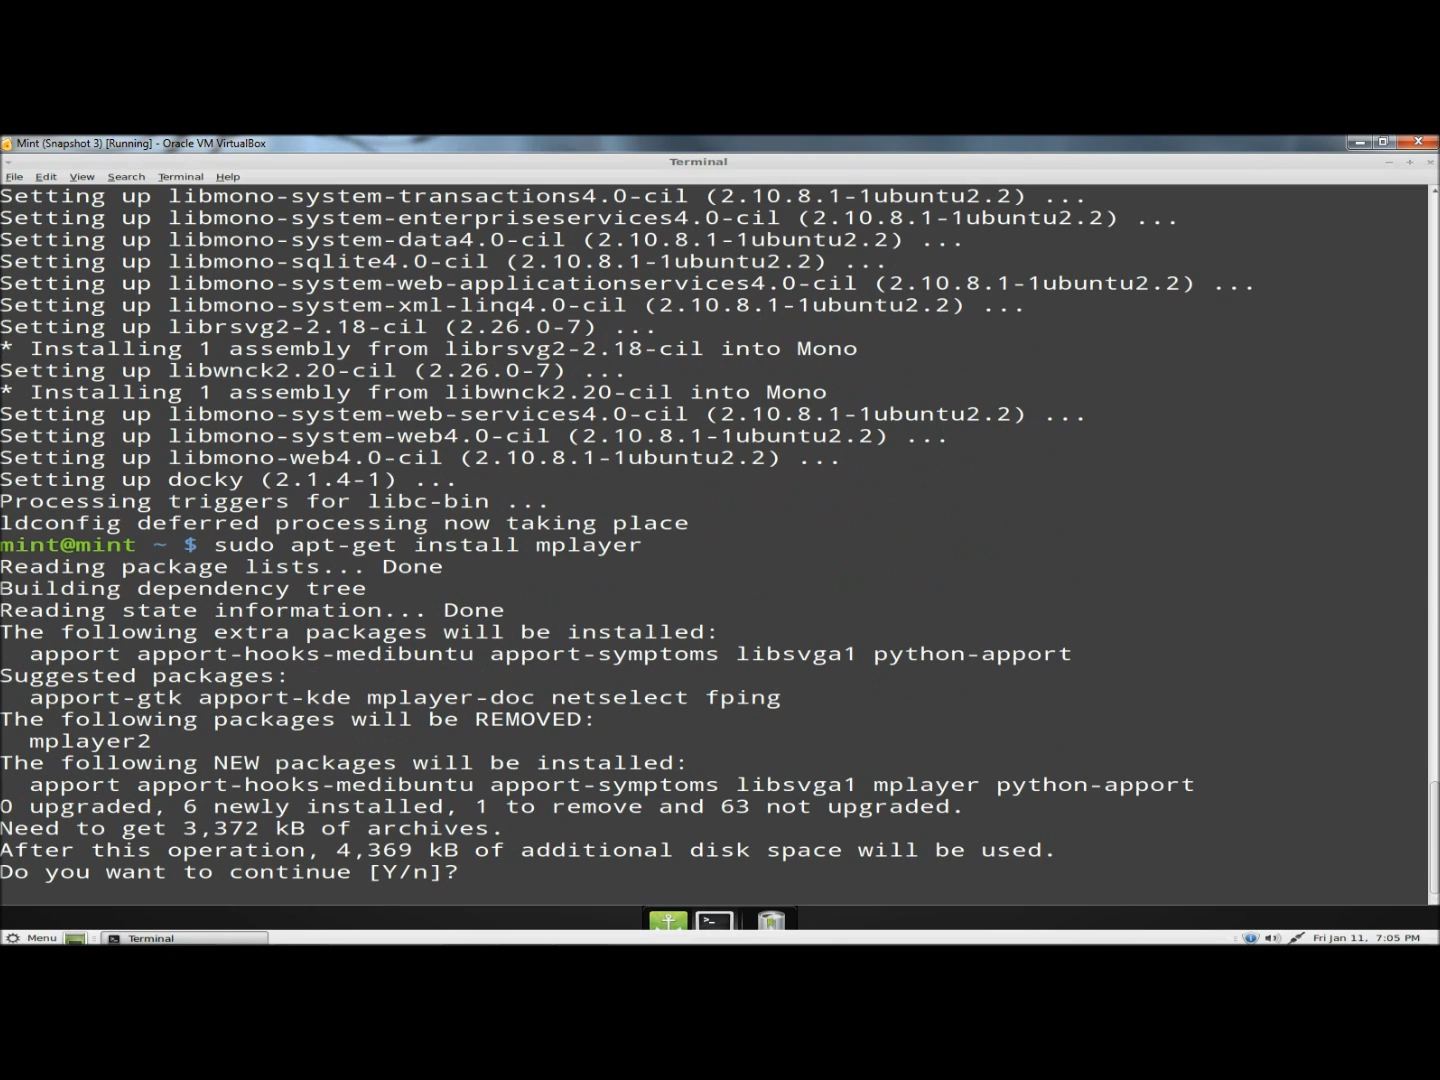 Mint (Snapshot 3) [Running] - Oracle VM VirtualBox
Terminal
File Edit View Search Terminal Help
Setting up libmono-system-transactions4.0-cil (2.10.8.1-1ubuntu2.2) ...
Setting up libmono-system-enterpriseservices4.0-cil (2.10.8.1-1ubuntu2.2) ...
Setting up libmono-system-data4.0-cil (2.10.8.1-1ubuntu2.2) ...
Setting up libmono-sqlite4.0-cil (2.10.8.1-1ubuntu2.2) ...
Setting up libmono-system-web-applicationservices4.0-cil (2.10.8.1-1ubuntu2.2) ...
Setting up libmono-system-xml-linq4.0-cil (2.10.8.1-1ubuntu2.2) ...
Setting up librsvg2-2.18-cil (2.26.0-7) ...
* Installing 1 assembly from librsvg2-2.18-cil into Mono
Setting up libwnck2.20-cil (2.26.0-7) ...
* Installing 1 assembly from libwnck2.20-cil into Mono
Setting up libmono-system-web-services4.0-cil (2.10.8.1-1ubuntu2.2) ...
Setting up libmono-system-web4.0-cil (2.10.8.1-1ubuntu2.2) ...
Setting up libmono-web4.0-cil (2.10.8.1-1ubuntu2.2) ...
Setting up docky (2.1.4-1) ...
Processing triggers for libc-bin ...
ldconfig deferred processing now taking place
mint@mint ~ $ sudo apt-get install mplayer
Reading package lists... Done
Building dependency tree
Reading state information... Done
The following extra packages will be installed:
apport apport-hooks-medibuntu apport-symptoms libsvga1 python-apport
Suggested packages:
apport-gtk apport-kde mplayer-doc netselect fping
The following packages will be REMOVED:
mplayer2
The following NEW packages will be installed:
apport apport-hooks-medibuntu apport-symptoms libsvga1 mplayer python-apport
0 upgraded, 6 newly installed, 1 to remove and 63 not upgraded.
Need to get 3,372 kB of archives.
After this operation, 4,369 kB of additional disk space will be used.
Do you want to continue [Y/n]?
Menu Terminal Fri Jan 11, 7:05 PM